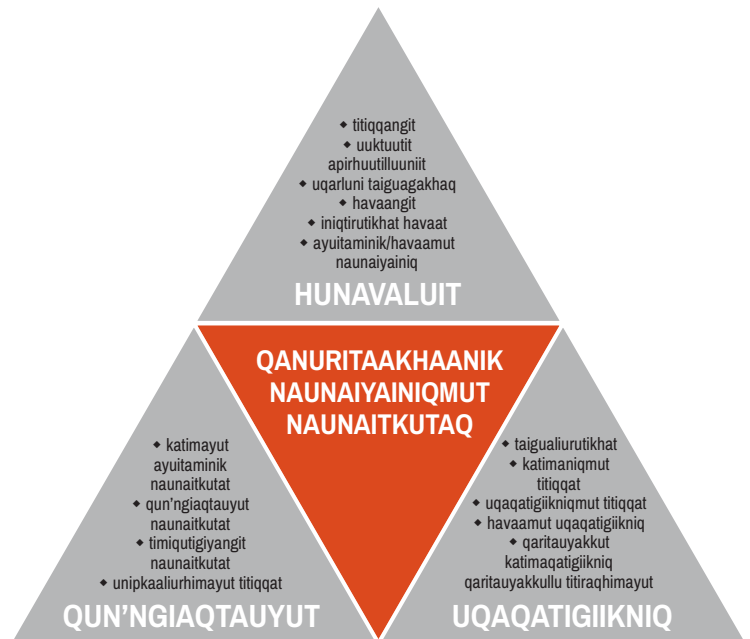 ◆ titiqqangit
◆ uuktuutit
apirhuutilluuniit
◆ uqarluni taiguagakhaq
◆ havaangit
◆ iniqtirutikhat havaat
◆ ayuitaminik/havaamut
naunaiyainiq
HUNAVALUIT
QANURITAAKHAANIK
NAUNAIYAINIQMUT
NAUNAITKUTAQ
◆ katimayut
ayuitaminik
naunaitkutat
◆ qun’ngiaqtauyut
naunaitkutat
◆ timiqutigiyangit
naunaitkutat
◆ unipkaaliurhimayut titiqqat
QUN’NGIAQTAUYUT
◆ taigualiurutikhat
◆ katimaniqmut
titiqqat
◆ uqaqatigiikniqmut titiqqat
◆ havaamut uqaqatigiikniq
◆ qaritauyakkut
katimaqatigiikniq
qaritauyakkullu titiraqhimayut
UQAQATIGIIKNIQ